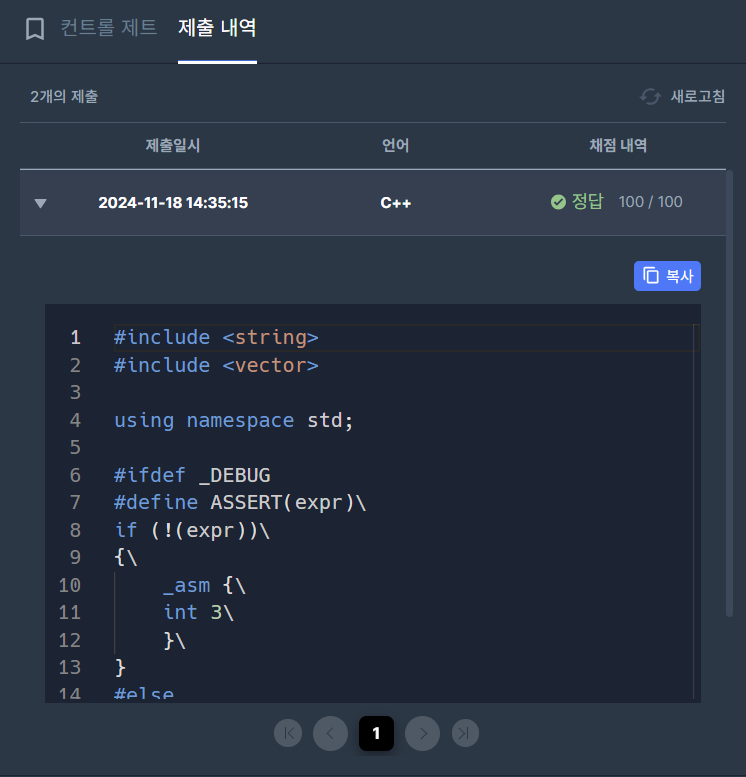 컨트롤 제트 제출 내역
2개의 제출 새로고침
제출일시 언어 채점 내역
2024-11-18 14:35:15 C++ 정답 100 / 100
복사
1 #include <string>
2 #include <vector>
3
4 using namespace std;
5
6 #ifdef _DEBUG
7 #define ASSERT(expr)\
8 if (!(expr))\
9 {\
10 _asm {\
11 int 3\
12 }\
13 }
14 #else
1